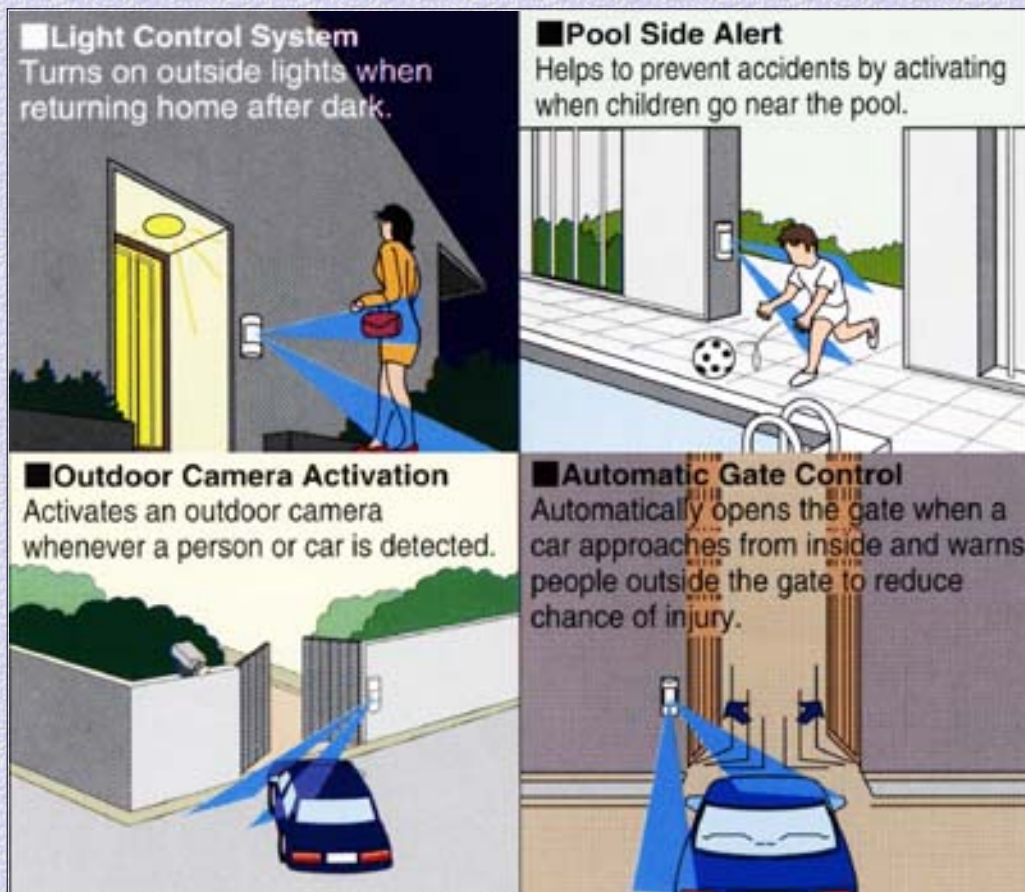 ■Light Control System
Turns on outside lights when
returning home after dark.
■Pool Side Alert
Helps to prevent accidents by activating
when children go near the pool.
■Outdoor Camera Activation
Activates an outdoor camera
whenever a person or car is detected.
■Automatic Gate Control
Automatically opens the gate when a
car approaches from inside and warns
people outside the gate to reduce
chance of injury.